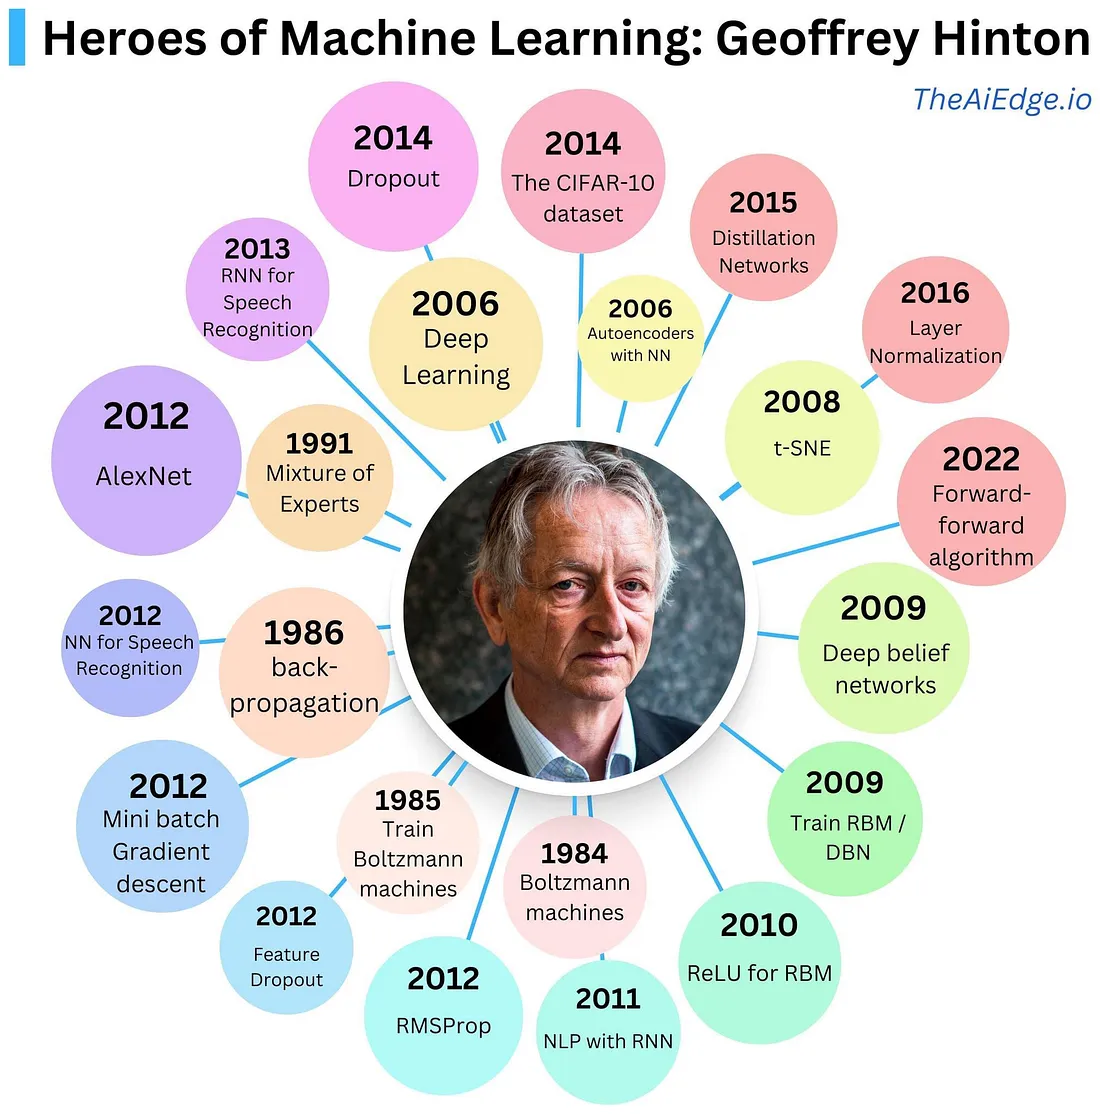 Heroes of Machine Learning: Geoffrey Hinton
TheAiEdge.io
2014
Dropout
2014
The CIFAR-10
dataset
2015
Distillation
Networks
2013
RNN for
Speech
Recognition
2006
Deep
Learning
2006
Autoencoders
with NN
2016
Layer
Normalization
2012
AlexNet
1991
Mixture of
Experts
2008
t-SNE
2022
Forward-
forward
algorithm
2012
NN for Speech
Recognition
1986
back-
propagation
2009
Deep belief
networks
2012
Mini batch
Gradient
descent
1985
Train
Boltzmann
machines
1984
Boltzmann
machines
2009
Train RBM /
DBN
2012
Feature
Dropout
2012
RMSProp
2011
NLP with RNN
2010
ReLU for RBM